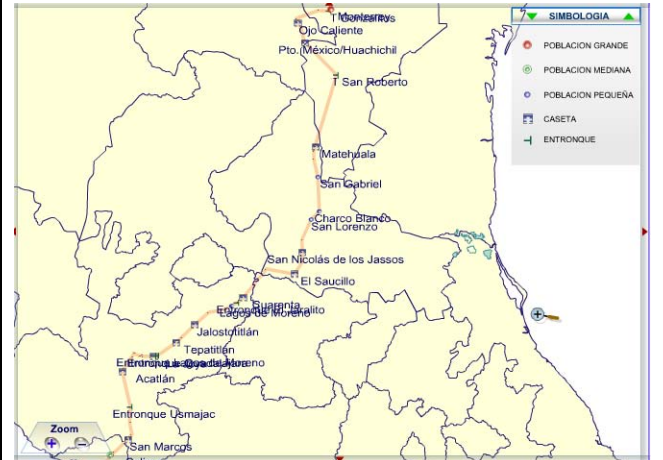 Monterrey
Ojo Caliente
Pto. México/Huachichil
T San Roberto
Matehuala
San Gabriel
Charco Blanco
San Lorenzo
San Nicolás de los Jassos
El Saucillo
Lagos de Moreno
Jalostotitlán
Tepatitlán
Acatlán
Entronque Usmajac
San Marcos
Zoom
SIMBOLOGIA
POBLACION GRANDE
POBLACION MEDIANA
POBLACION PEQUEÑA
CASETA
ENTRONQUE